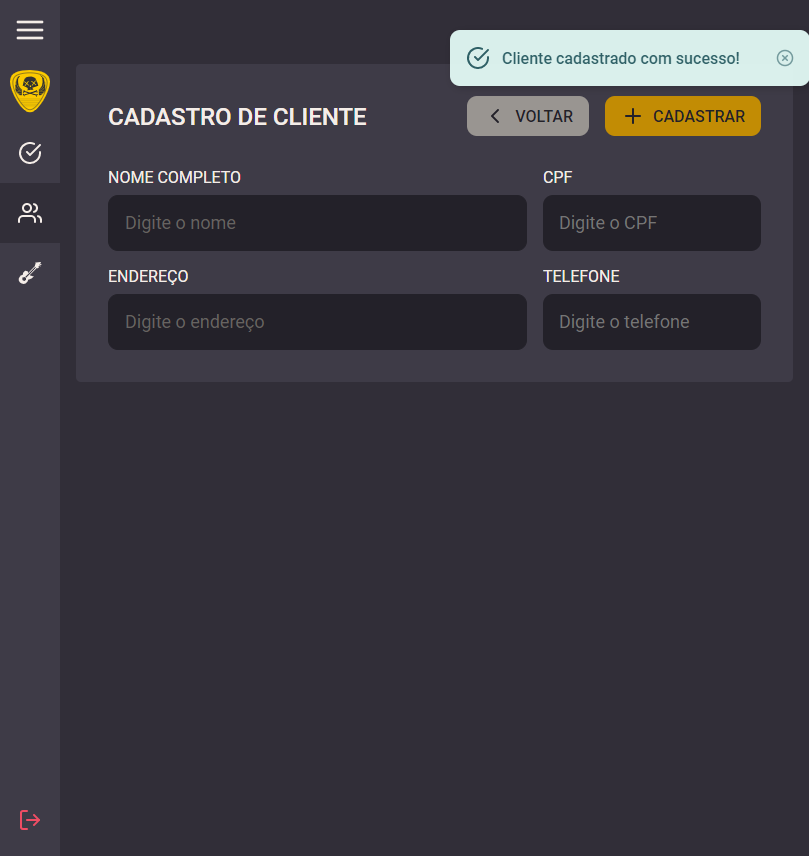 Cliente cadastrado com sucesso!
CADASTRO DE CLIENTE
VOLTAR
CADASTRAR
NOME COMPLETO
CPF
Digite o nome
Digite o CPF
ENDEREÇO
TELEFONE
Digite o endereço
Digite o telefone